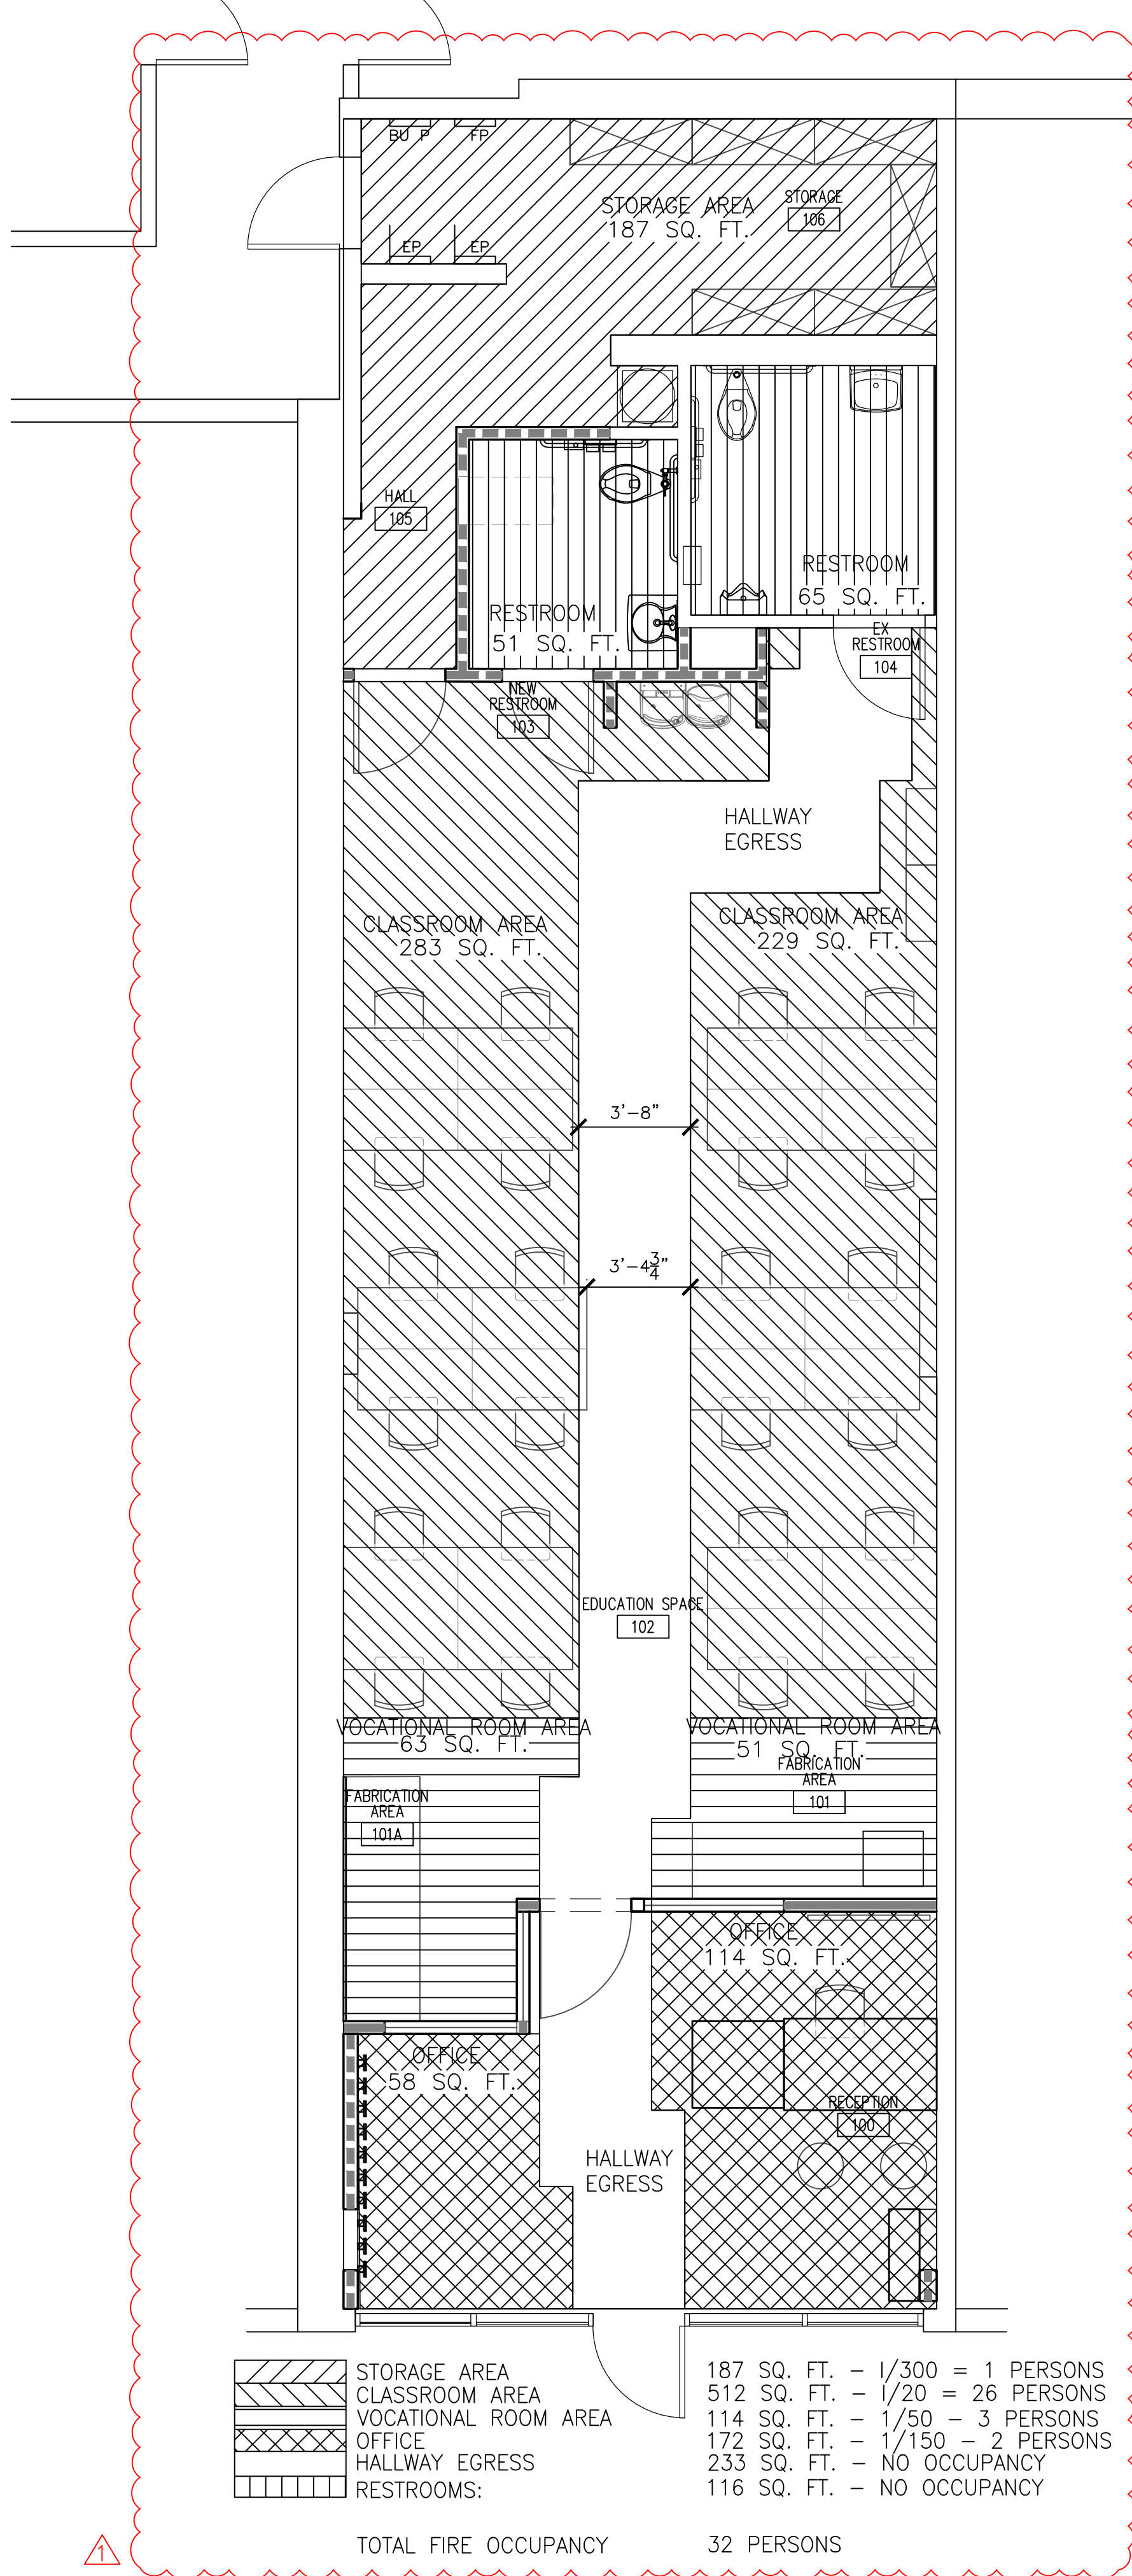 BU P
FP
STORAGE AREA
187 SQ. FT.
STORAGE
106
EP
EP
HALL
105
RESTROOM
51 SQ. FT.
RESTROOM
65 SQ. FT.
EX
RESTROOM
104
NEW
RESTROOM
103
HALLWAY
EGRESS
CLASSROOM AREA
283 SQ. FT.
CLASSROOM AREA
229 SQ. FT.
3'-8"
3'-4 3/4"
EDUCATION SPACE
102
VOCATIONAL ROOM AREA
63 SQ. FT.
VOCATIONAL ROOM AREA
51 SQ. FT.
FABRICATION
AREA
101
FABRICATION
AREA
101A
OFFICE
114 SQ. FT.
OFFICE
58 SQ. FT.
RECEPTION
100
HALLWAY
EGRESS
STORAGE AREA 187 SQ. FT. – 1/300 = 1 PERSONS
CLASSROOM AREA 512 SQ. FT. – 1/20 = 26 PERSONS
VOCATIONAL ROOM AREA 114 SQ. FT. – 1/50 – 3 PERSONS
OFFICE 172 SQ. FT. – 1/150 – 2 PERSONS
HALLWAY EGRESS 233 SQ. FT. – NO OCCUPANCY
RESTROOMS: 116 SQ. FT. – NO OCCUPANCY
TOTAL FIRE OCCUPANCY 32 PERSONS
1